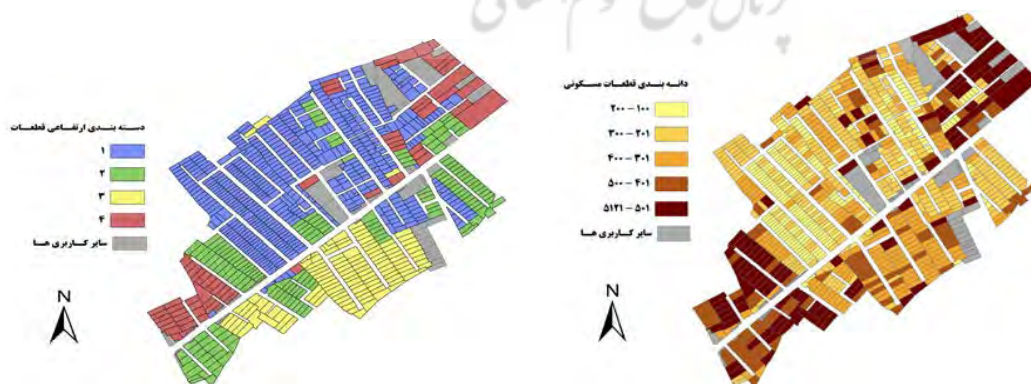 دانه بندی قطعات مسکونی
۲۰۰ - ۱۰۰
۳۰۰ - ۲۰۱
۴۰۰ - ۳۰۱
۵۰۰ - ۴۰۱
۵۱۲۱ - ۵۰۱
سایر کاربری ها
N
دسته بندی ارتفاعی قطعات
۱
۲
۳
۴
سایر کاربری ها
N